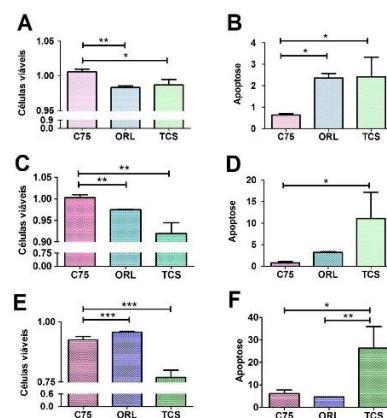 A
Células viáveis
1.05
1.00
0.95
0.9
0.0
**
*
C75 ORL TCS
B
Apoptose
4
3
2
1
0
*
*
C75 ORL TCS
C
Células viáveis
1.05
1.00
0.95
0.90
0.75
0.00
**
**
C75 ORL TCS
D
Apoptose
20
15
10
5
0
*
C75 ORL TCS
E
Células viáveis
1.00
0.75
0.6
0.0
***
***
C75 ORL TCS
F
Apoptose
40
30
20
10
0
*
**
C75 ORL TCS